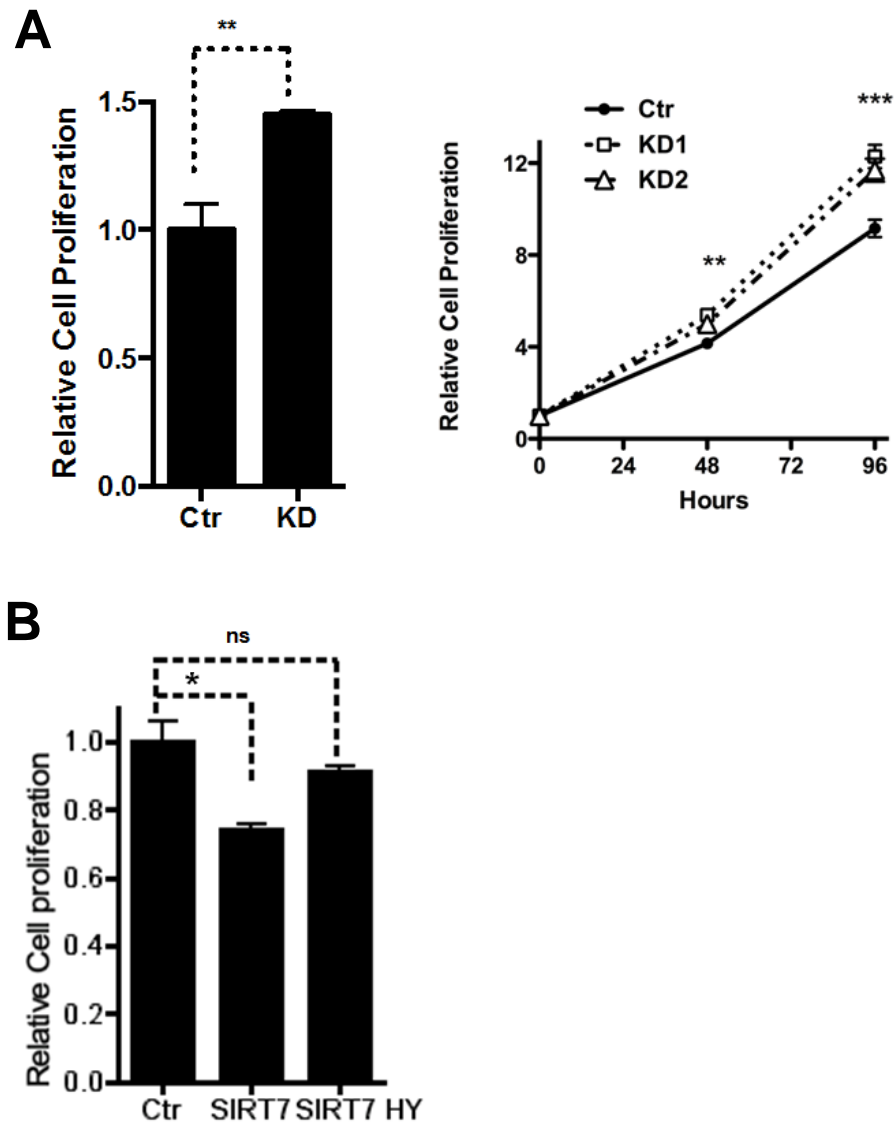 A
**
1.5
1.0
0.5
0.0
Relative Cell Proliferation
Ctr KD
Ctr
KD1
KD2
***
**
12
8
4
0
Relative Cell Proliferation
0 24 48 72 96
Hours
B
ns
*
1.0
0.8
0.6
0.4
0.2
0.0
Relative Cell proliferation
Ctr SIRT7 SIRT7 HY